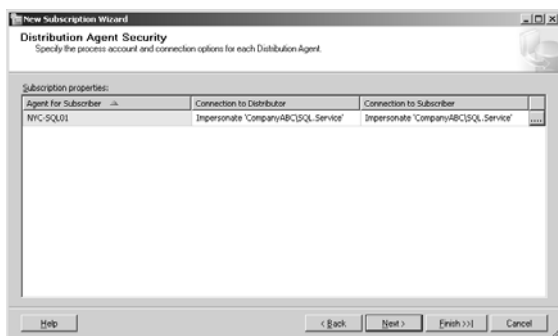 New Subscription Wizard
Distribution Agent Security
Specify the process account and connection options for each Distribution Agent.
Subscription properties:
Agent for Subscriber Connection to Distributor Connection to Subscriber
NYC-SQL01 Impersonate 'CompanyABC\SQL.Service' Impersonate 'CompanyABC\SQL.Service' ...
Help < Back Next > Finish >>| Cancel